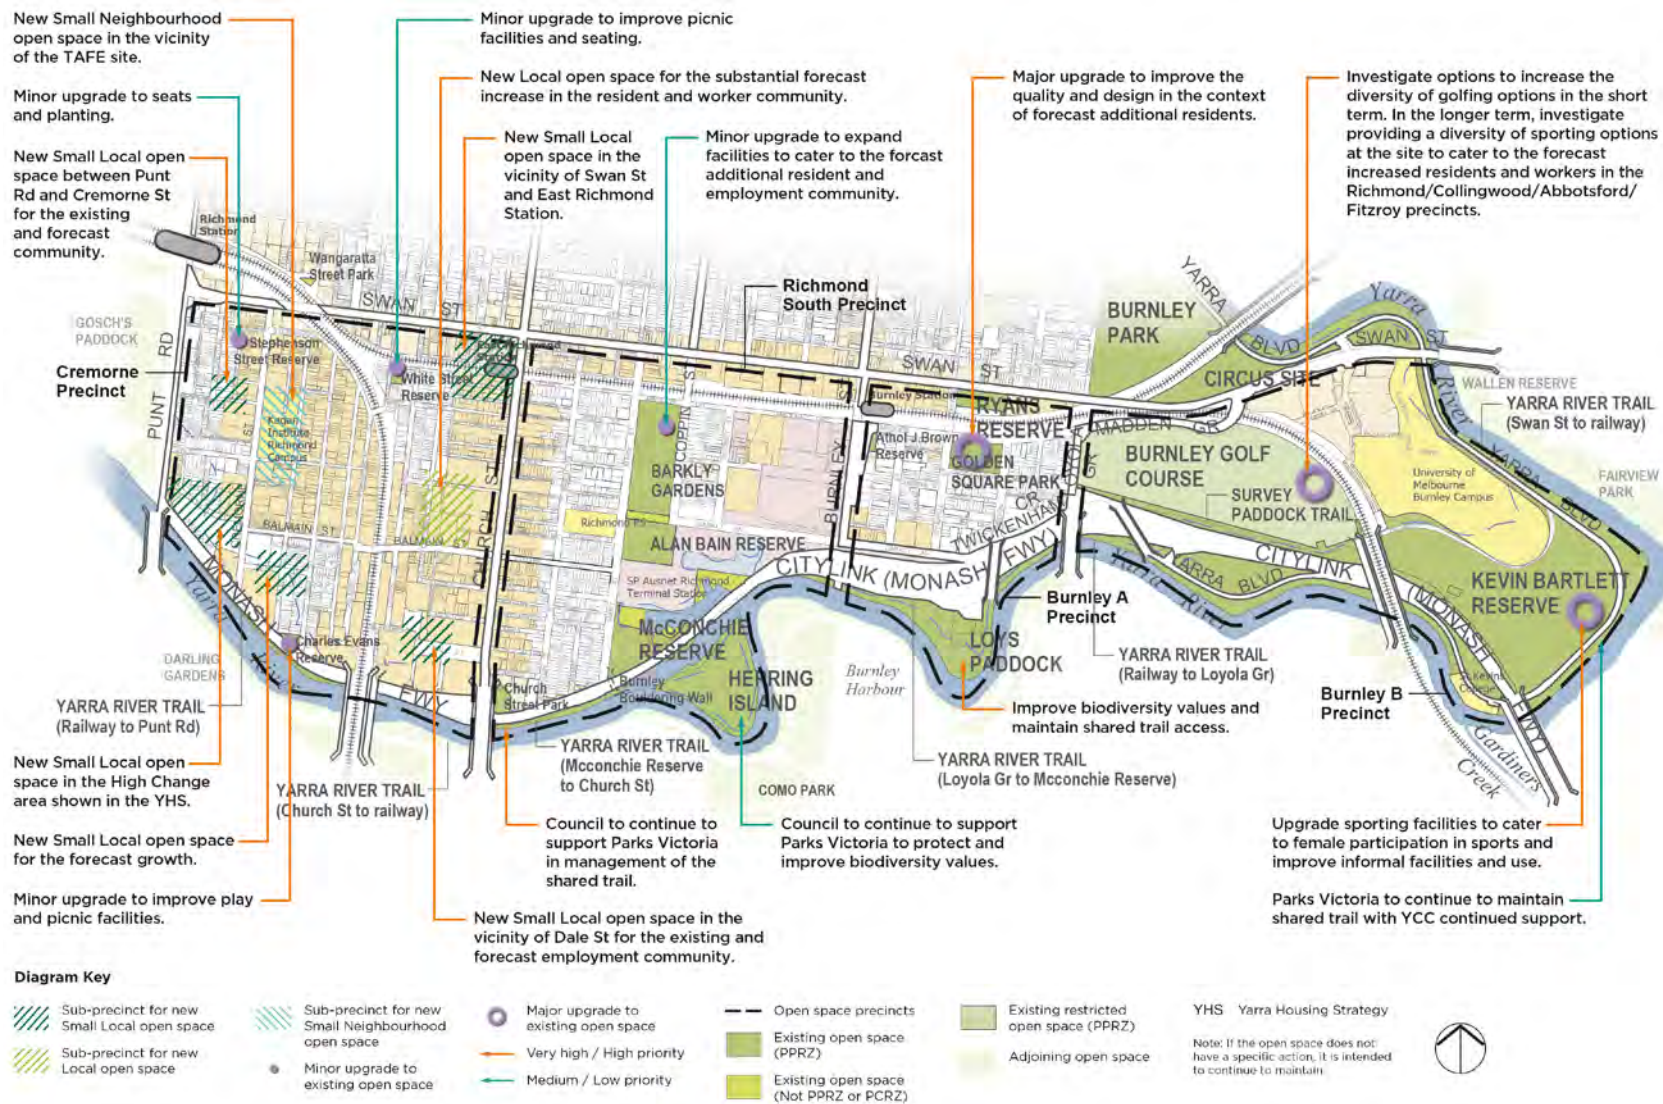 New Small Neighbourhood
open space in the vicinity
of the TAFE site.
Minor upgrade to seats
and planting.
New Small Local open
space between Punt
Rd and Cremorne St
for the existing
and forecast
community.
Minor upgrade to improve picnic
facilities and seating.
New Local open space for the substantial forecast
increase in the resident and worker community.
New Small Local
open space in the
vicinity of Swan St
and East Richmond
Station.
Minor upgrade to expand
facilities to cater to the forcast
additional resident and
employment community.
Major upgrade to improve the
quality and design in the context
of forecast additional residents.
Investigate options to increase the
diversity of golfing options in the short
term. In the longer term, investigate
providing a diversity of sporting options
at the site to cater to the forecast
increased residents and workers in the
Richmond/Collingwood/Abbotsford/
Fitzroy precincts.
Richmond
Station
Wangaratta
Street Park
SWAN ST
Richmond
South Precinct
GOSCH'S
PADDOCK
PUNT RD
Cremorne
Precinct
Stephenson
Street Reserve
White Street
Reserve
Station
Kagan
Institute
Richmond
Campus
ST
BALMAIN ST
BALMAIN ST
CHURCH ST
COPPIN ST
BARKLY
GARDENS
Richmond PS
ALAN BAIN RESERVE
SP Ausnet Richmond
Terminal Station
BURNLEY ST
SWAN ST
Burnley Station
RYANS
RESERVE
Athol J.Brown
Reserve
GOLDEN
SQUARE PARK
TWICKENHAM CR
LOYOLA GR
MADDEN GR
BURNLEY
PARK
YARRA BLVD
Yarra River
SWAN ST
CIRCUS SITE
WALLEN RESERVE
YARRA RIVER TRAIL
(Swan St to railway)
BURNLEY GOLF
COURSE
SURVEY
PADDOCK TRAIL
University of
Melbourne
Burnley Campus
YARRA BLVD
FAIRVIEW
PARK
CITYLINK (MONASH FWY)
CITYLINK (MONASH FWY)
YARRA BLVD
Yarra River
KEVIN BARTLETT
RESERVE
St Kevins
College
Gardiners
Creek
Burnley B
Precinct
Burnley A
Precinct
YARRA RIVER TRAIL
(Railway to Loyola Gr)
LOYS
PADDOCK
Burnley
Harbour
McCONCHIE
RESERVE
HERRING
ISLAND
Burnley
Bouldering Wall
Church
Street Park
MONASH FWY
Yarra River
Charles Evans
Reserve
DARLING
GARDENS
YARRA RIVER TRAIL
(Railway to Punt Rd)
YARRA RIVER TRAIL
(Church St to railway)
YARRA RIVER TRAIL
(Mcconchie Reserve
to Church St)
COMO PARK
YARRA RIVER TRAIL
(Loyola Gr to Mcconchie Reserve)
Improve biodiversity values and
maintain shared trail access.
New Small Local open
space in the High Change
area shown in the YHS.
New Small Local open space
for the forecast growth.
Minor upgrade to improve play
and picnic facilities.
Council to continue to
support Parks Victoria
in management of the
shared trail.
Council to continue to support
Parks Victoria to protect and
improve biodiversity values.
New Small Local open space in the
vicinity of Dale St for the existing and
forecast employment community.
Upgrade sporting facilities to cater
to female participation in sports and
improve informal facilities and use.
Parks Victoria to continue to maintain
shared trail with YCC continued support.
Diagram Key
Sub-precinct for new
Small Local open space
Sub-precinct for new
Local open space
Sub-precinct for new
Small Neighbourhood
open space
Minor upgrade to
existing open space
Major upgrade to
existing open space
Very high / High priority
Medium / Low priority
Open space precincts
Existing open space
(PPRZ)
Existing open space
(Not PPRZ or PCRZ)
Existing restricted
open space (PPRZ)
Adjoining open space
YHS Yarra Housing Strategy
Note: If the open space does not
have a specific action, it is intended
to continue to maintain